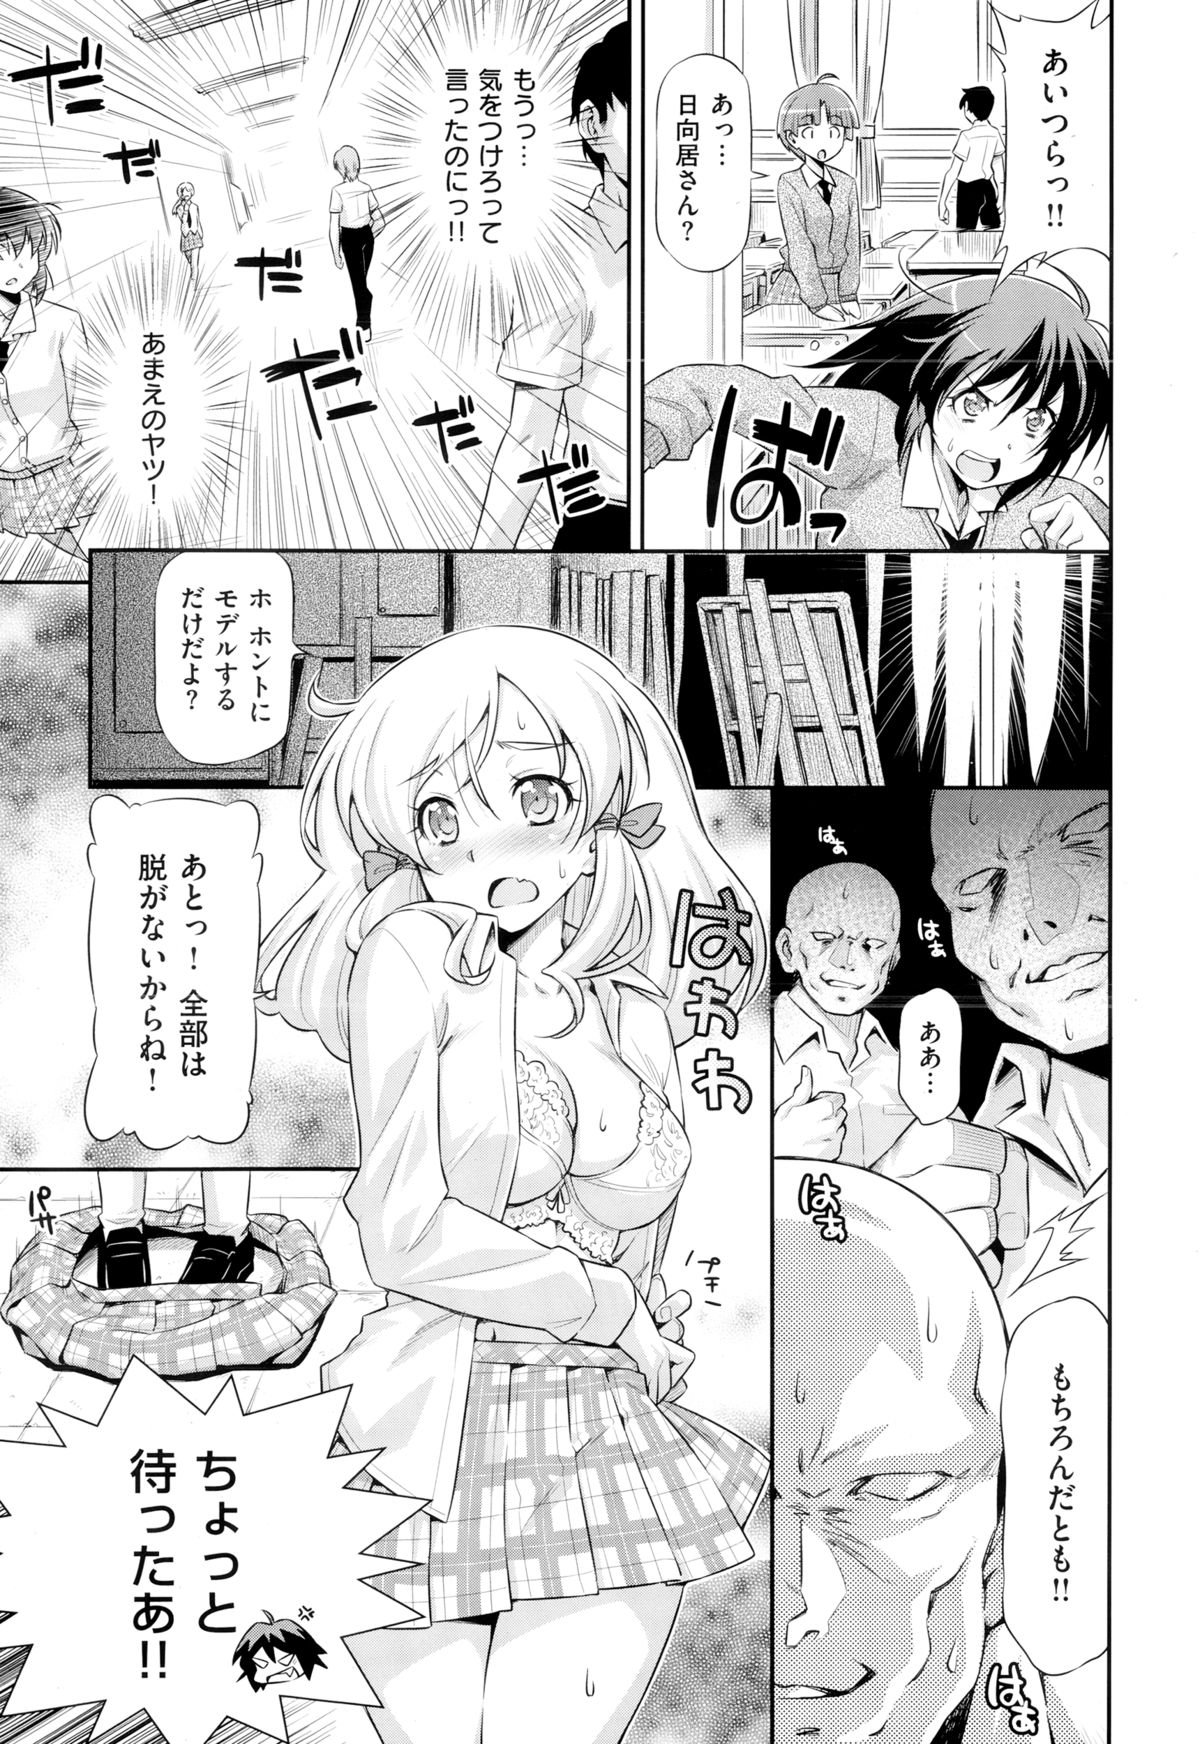 あいつらっ!!
あっ…
日向居さん?
ばっ
もうっ…
気をつけろって
言ったのにっ!!
あまえのヤツ!
だ
だ
だ
だ
だ
だ
ホ ホントに
モデルする
だけだよ?
はぁ
はぁ
ああ…
はわわ
あとっ! 全部は
脱がないからね!
プチ
パサ
はぁ
もちろんだとも!!
はぁ
ちょっと
待ったあ!!